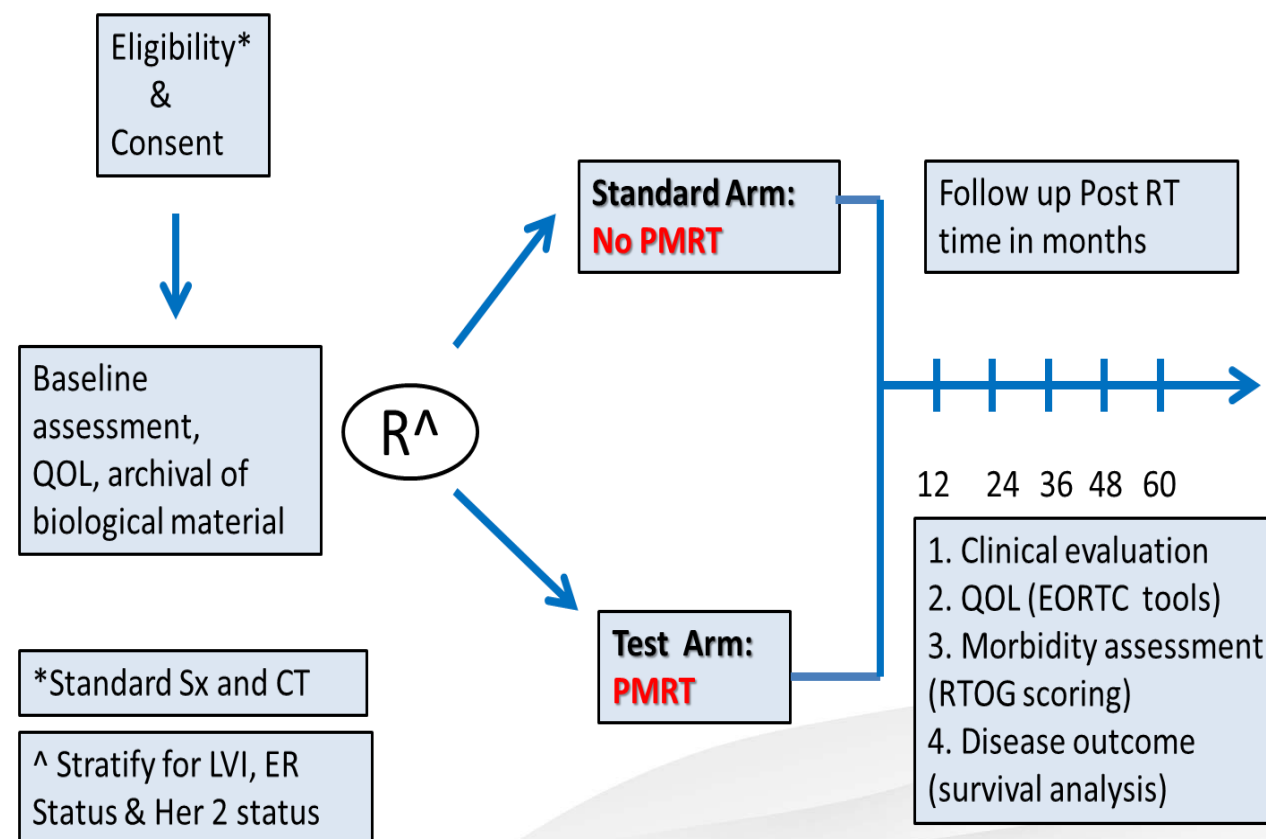 Eligibility*
&
Consent
Baseline
assessment,
QOL, archival of
biological material
R^
Standard Arm:
No PMRT
Test Arm:
PMRT
Follow up Post RT
time in months
12 24 36 48 60
1. Clinical evaluation
2. QOL (EORTC tools)
3. Morbidity assessment
(RTOG scoring)
4. Disease outcome
(survival analysis)
*Standard Sx and CT
^ Stratify for LVI, ER
Status & Her 2 status